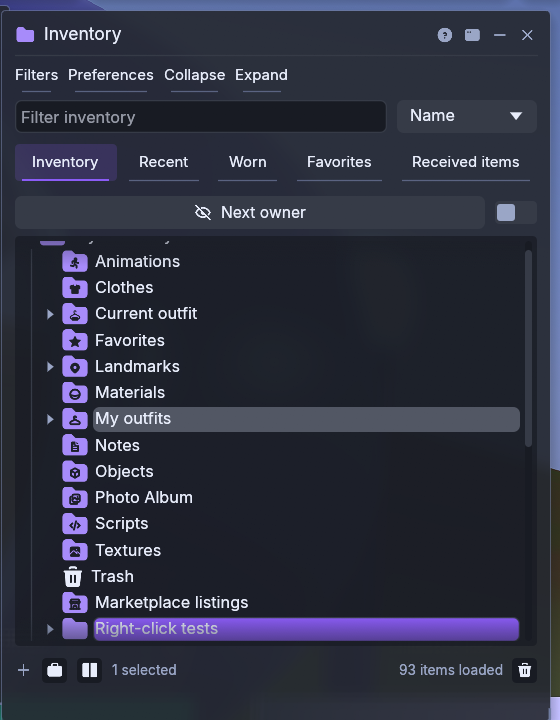 Inventory
Filters Preferences Collapse Expand
Filter inventory Name
Inventory Recent Worn Favorites Received items
Next owner
Animations
Clothes
Current outfit
Favorites
Landmarks
Materials
My outfits
Notes
Objects
Photo Album
Scripts
Textures
Trash
Marketplace listings
Right-click tests
1 selected 93 items loaded